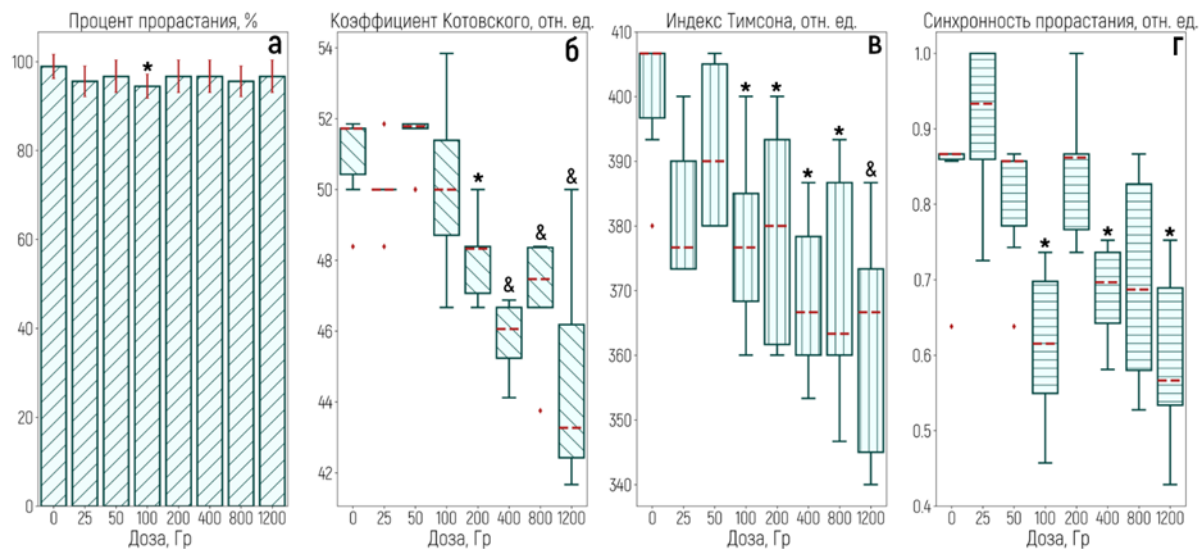 Процент прорастания, %
а
*
100
80
60
40
20
0
0 25 50 100 200 400 800 1200
Доза, Гр
Коэффициент Котовского, отн. ед.
б
54
52
50
48
46
44
42
* & & &
0 25 50 100 200 400 800 1200
Доза, Гр
Индекс Тимсона, отн. ед.
в
410
400
390
380
370
360
350
340
* * * * &
0 25 50 100 200 400 800 1200
Доза, Гр
Синхронность прорастания, отн. ед.
г
1.0
0.9
0.8
0.7
0.6
0.5
0.4
* * *
0 25 50 100 200 400 800 1200
Доза, Гр